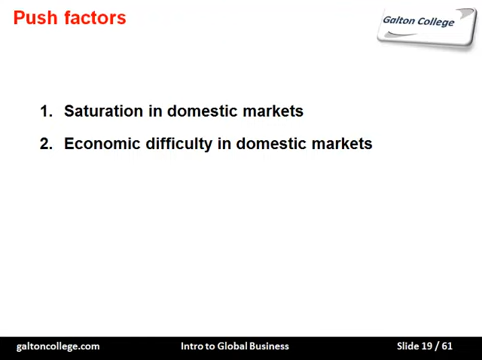 Push factors
Galton College
1. Saturation in domestic markets
2. Economic difficulty in domestic markets
galtoncollege.com Intro to Global Business Slide 19 / 61